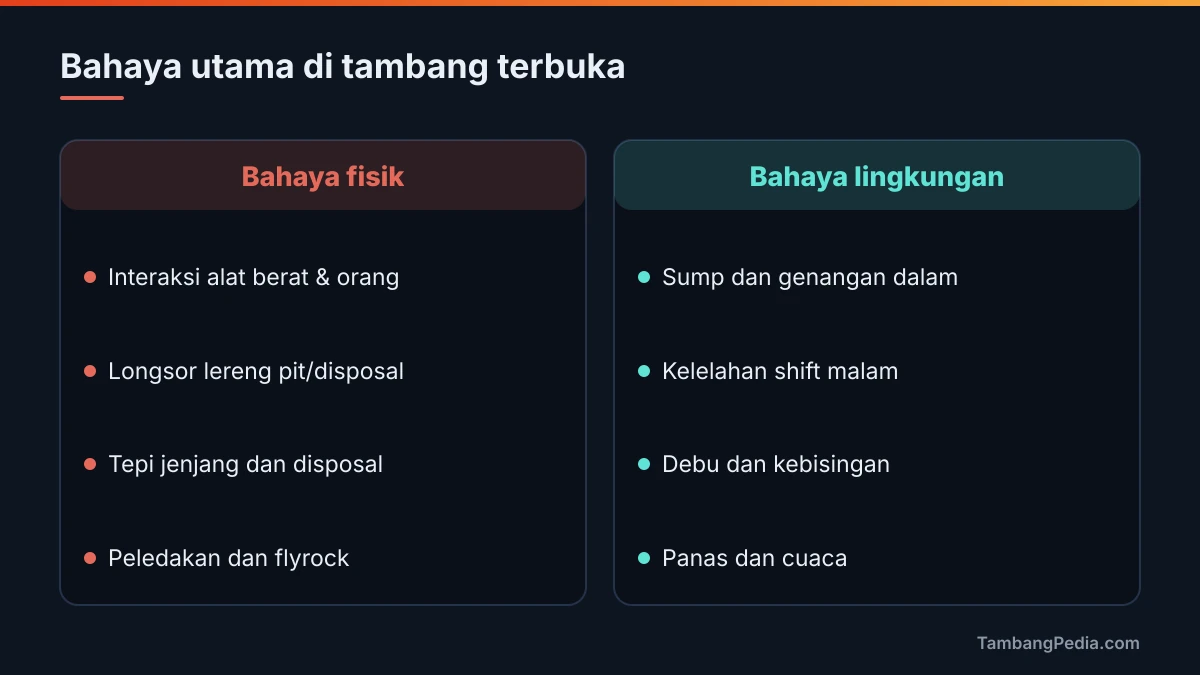 Bahaya utama di tambang terbuka
Bahaya fisik
Interaksi alat berat & orang
Longsor lereng pit/disposal
Tepi jenjang dan disposal
Peledakan dan flyrock
Bahaya lingkungan
Sump dan genangan dalam
Kelelahan shift malam
Debu dan kebisingan
Panas dan cuaca
TambangPedia.com